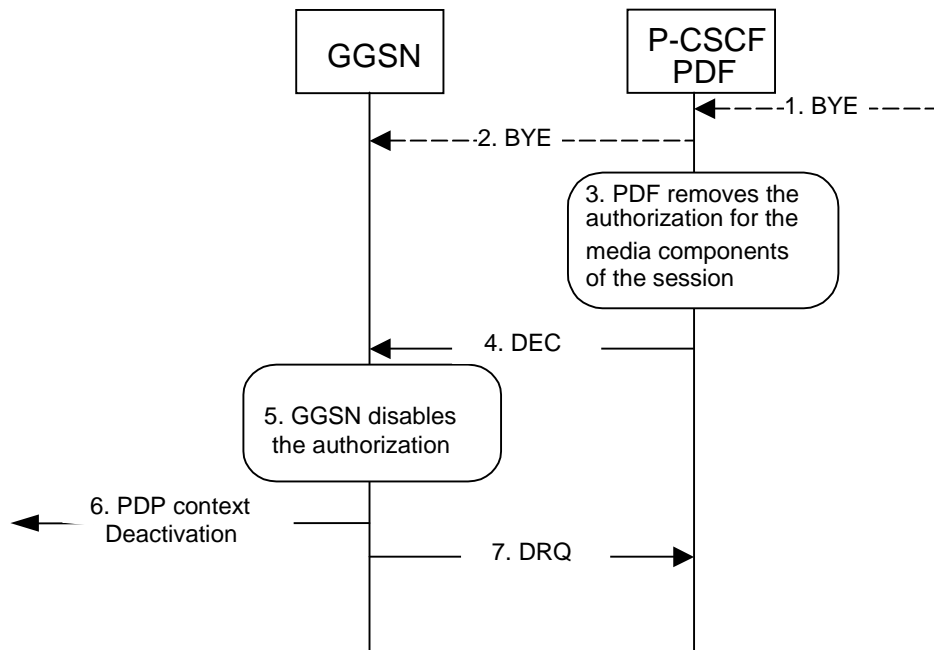 GGSN
P-CSCF
PDF
1. BYE
2. BYE
3. PDF removes the
authorization for the
media components
of the session
4. DEC
5. GGSN disables
the authorization
6. PDP context
Deactivation
7. DRQ